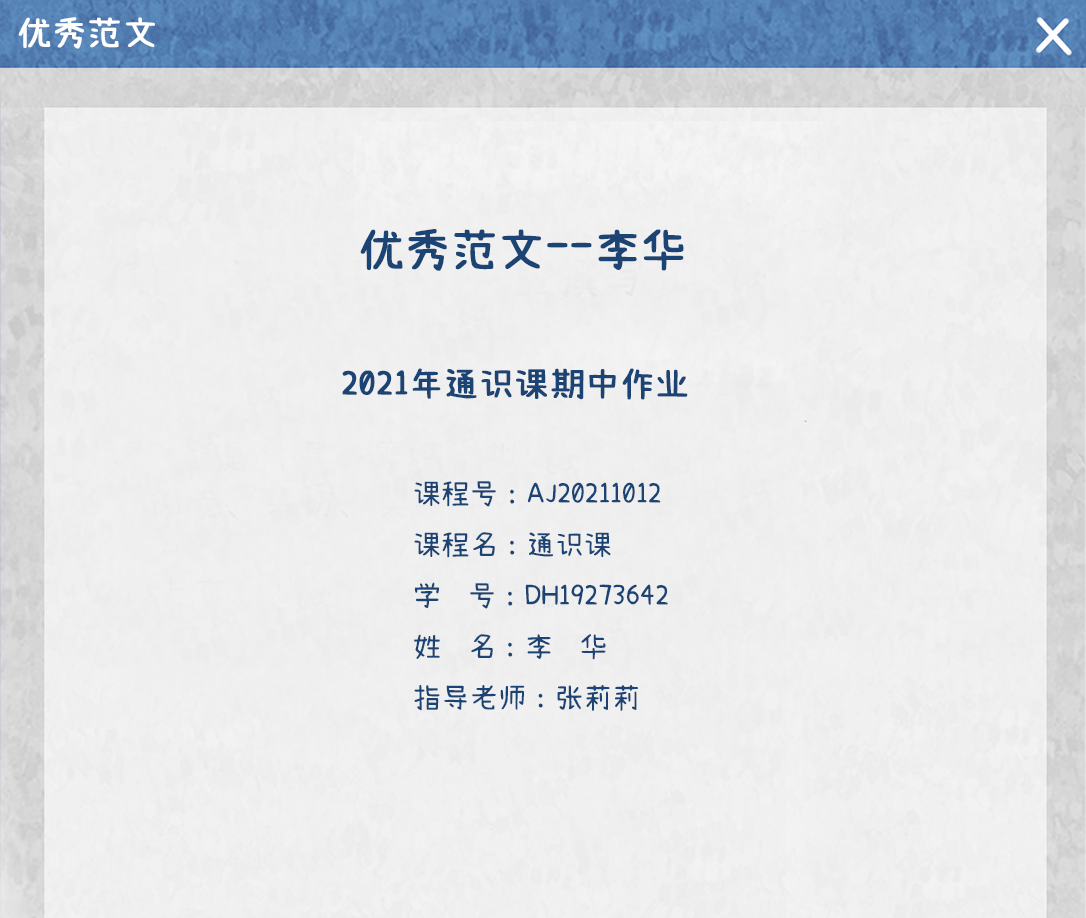 优秀范文
优秀范文--李华
2021年通识课期中作业
课程号：AJ20211012
课程名：通识课
学　号：DH19273642
姓　名：李　华
指导老师：张莉莉